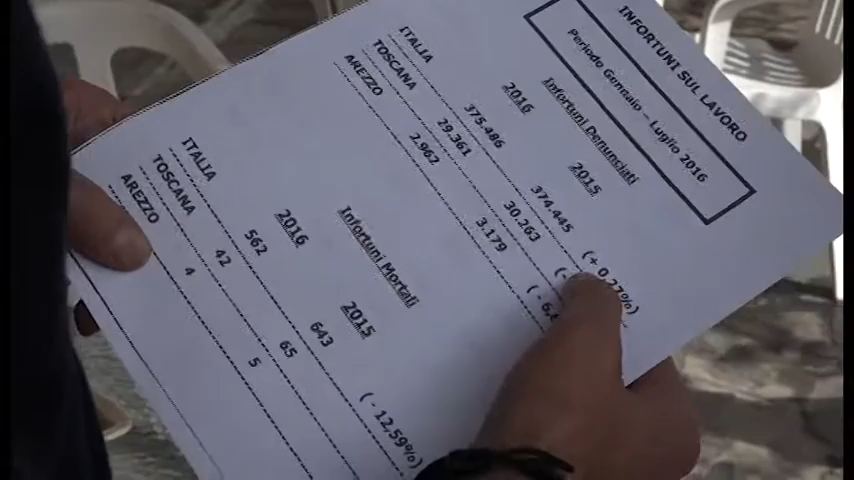 INFORTUNI SUL LAVORO
Periodo Gennaio – Luglio 2016
Infortuni Denunciati
2016 2015
ITALIA 375.486 374.445 (+ 0,27%)
TOSCANA 29.361 30.263 (-
AREZZO 2.962 3.179 (- 6,
Infortuni Mortali
2016 2015
ITALIA 562 643 (- 12,59%)
TOSCANA 42 65
AREZZO 4 5